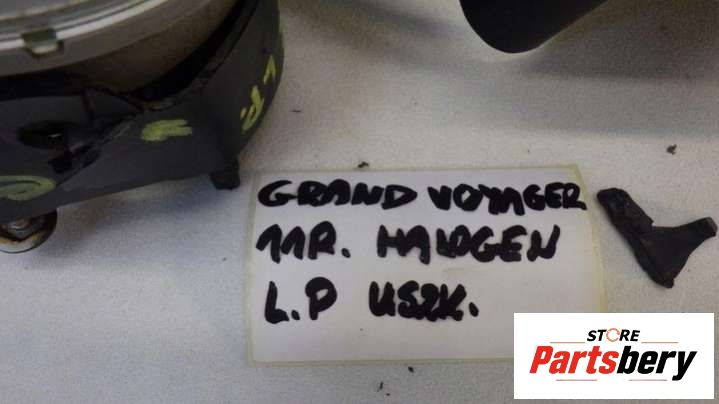 L.P.
GRAND VOYAGER
11R. HALOGEN
L.P USZK.
STORE
Partsbery